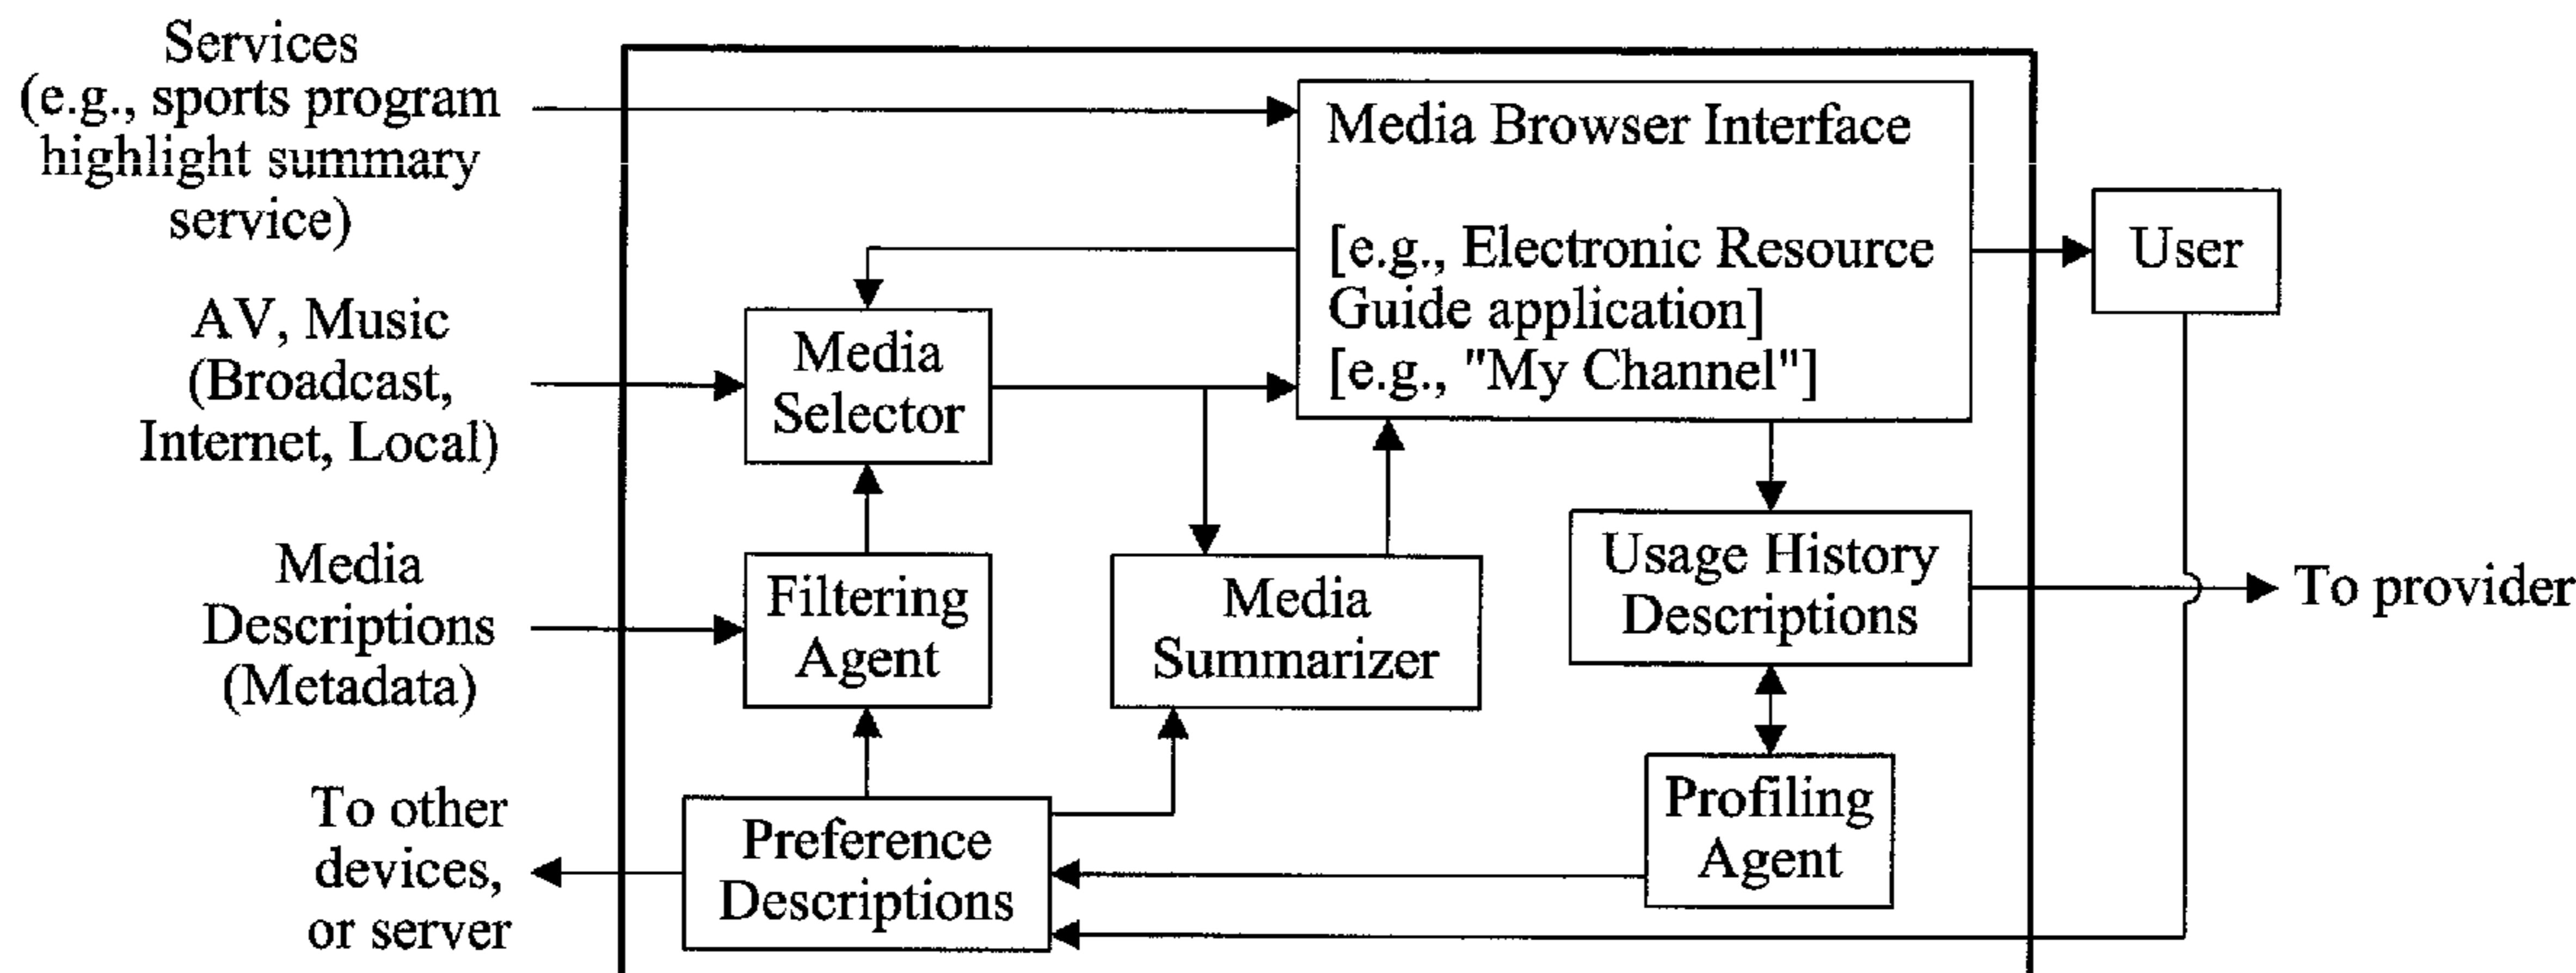 Services
(e.g., sports program
highlight summary
service)
Media Browser Interface
[e.g., Electronic Resource
Guide application]
[e.g., "My Channel"]
User
AV, Music
(Broadcast,
Internet, Local)
Media
Selector
Media
Descriptions
(Metadata)
Filtering
Agent
Media
Summarizer
Usage History
Descriptions
To provider
To other
devices,
or server
Preference
Descriptions
Profiling
Agent